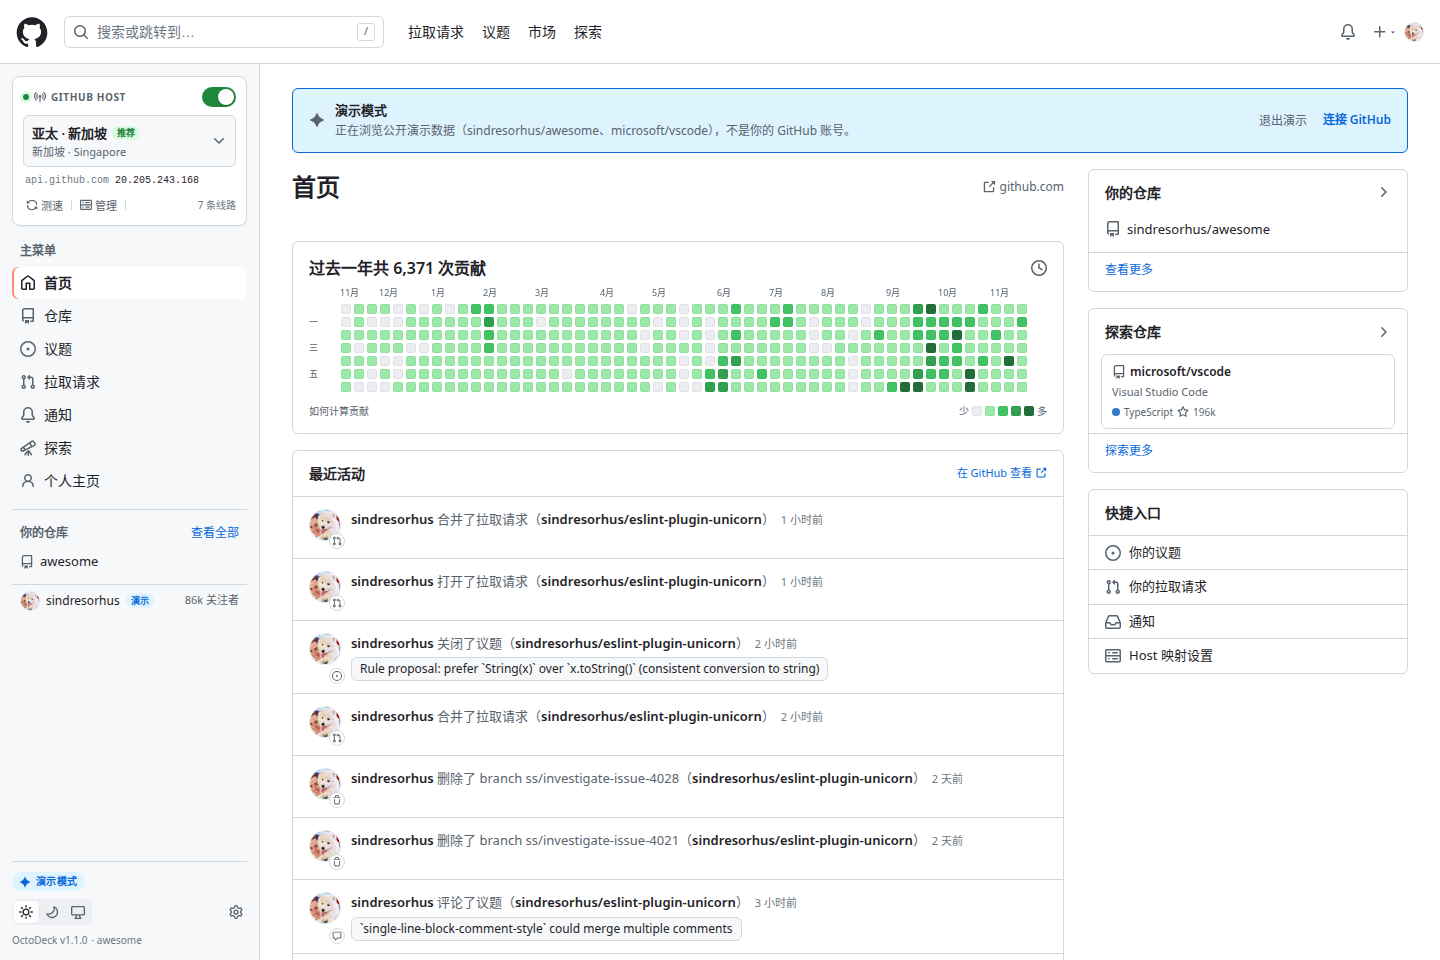 搜索或跳转到…
/
拉取请求 议题 市场 探索
GITHUB HOST
亚太 · 新加坡 推荐
新加坡 · Singapore
api.github.com 20.205.243.168
测速 管理 7 条线路
主菜单
首页
仓库
议题
拉取请求
通知
探索
个人主页
你的仓库 查看全部
awesome
sindresorhus 演示 86k 关注者
演示模式
OctoDeck v1.1.0 · awesome
演示模式
正在浏览公开演示数据（sindresorhus/awesome、microsoft/vscode），不是你的 GitHub 账号。
退出演示 连接 GitHub
首页
github.com
过去一年共 6,371 次贡献
11月 12月 1月 2月 3月 4月 5月 6月 7月 8月 9月 10月 11月
一
三
五
如何计算贡献
少 多
最近活动
在 GitHub 查看
sindresorhus 合并了拉取请求（sindresorhus/eslint-plugin-unicorn） 1 小时前
sindresorhus 打开了拉取请求（sindresorhus/eslint-plugin-unicorn） 1 小时前
sindresorhus 关闭了议题（sindresorhus/eslint-plugin-unicorn） 2 小时前
Rule proposal: prefer `String(x)` over `x.toString()` (consistent conversion to string)
sindresorhus 合并了拉取请求（sindresorhus/eslint-plugin-unicorn） 2 小时前
sindresorhus 删除了 branch ss/investigate-issue-4028（sindresorhus/eslint-plugin-unicorn） 2 天前
sindresorhus 删除了 branch ss/investigate-issue-4021（sindresorhus/eslint-plugin-unicorn） 2 天前
sindresorhus 评论了议题（sindresorhus/eslint-plugin-unicorn） 3 小时前
`single-line-block-comment-style` could merge multiple comments
你的仓库
sindresorhus/awesome
查看更多
探索仓库
microsoft/vscode
Visual Studio Code
TypeScript 196k
探索更多
快捷入口
你的议题
你的拉取请求
通知
Host 映射设置